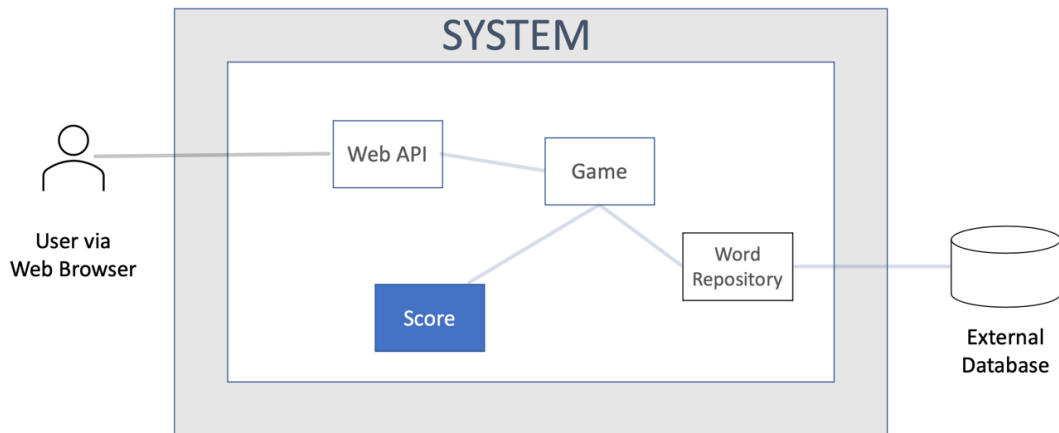 SYSTEM
Web API
Game
User via
Web Browser
Word
Repository
Score
External
Database